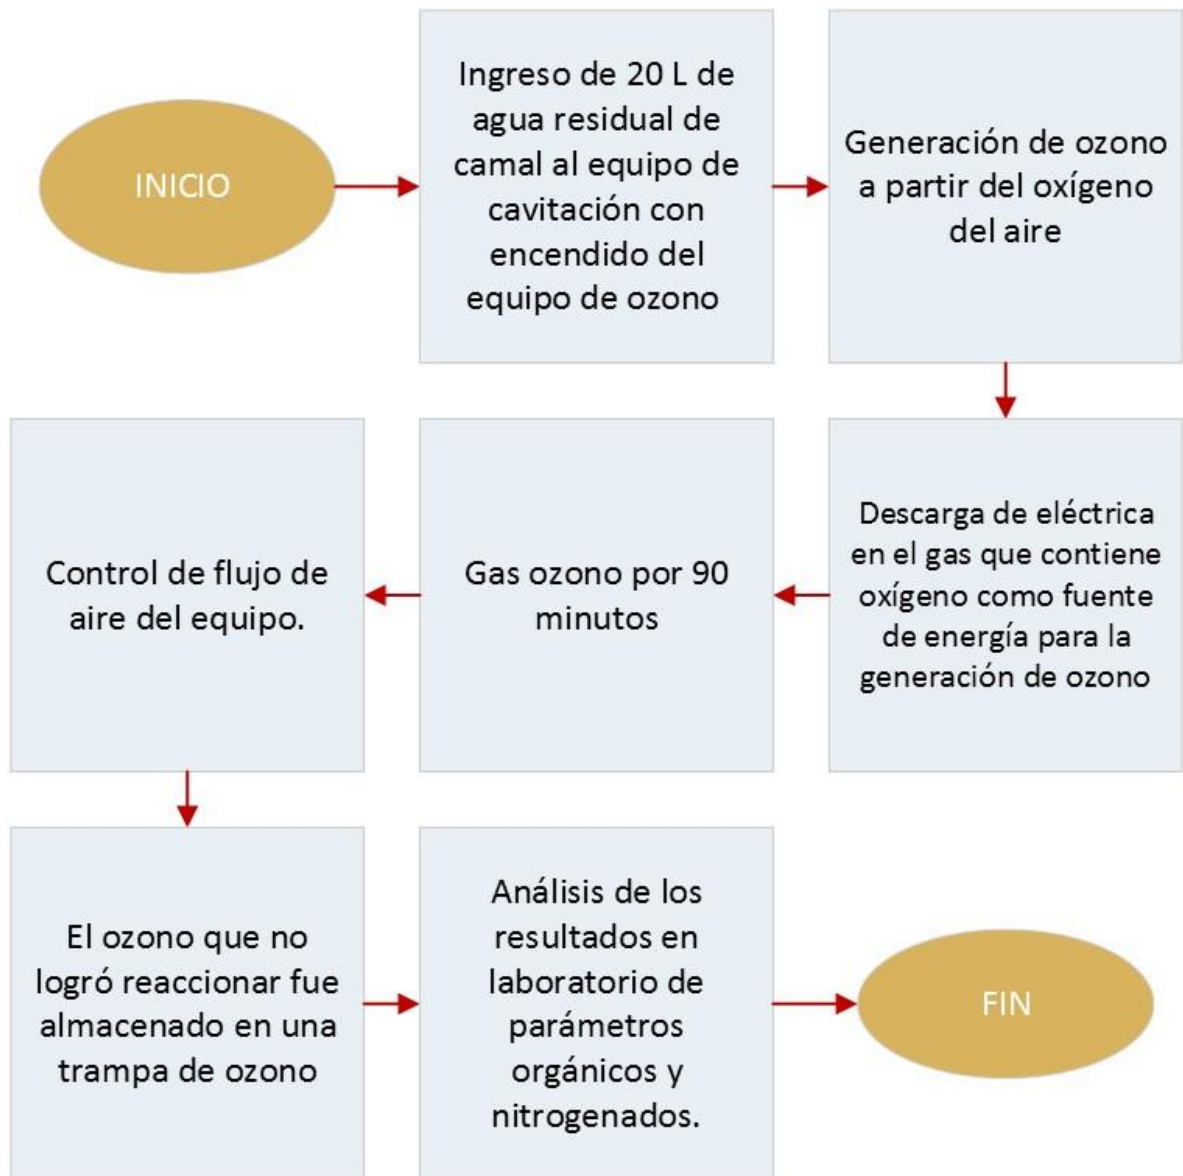 INICIO
Ingreso de 20 L de
agua residual de
camal al equipo de
cavitación con
encendido del
equipo de ozono
Generación de ozono
a partir del oxígeno
del aire
Descarga de eléctrica
en el gas que contiene
oxígeno como fuente
de energía para la
generación de ozono
Gas ozono por 90
minutos
Control de flujo de
aire del equipo.
El ozono que no
logró reaccionar fue
almacenado en una
trampa de ozono
Análisis de los
resultados en
laboratorio de
parámetros
orgánicos y
nitrogenados.
FIN